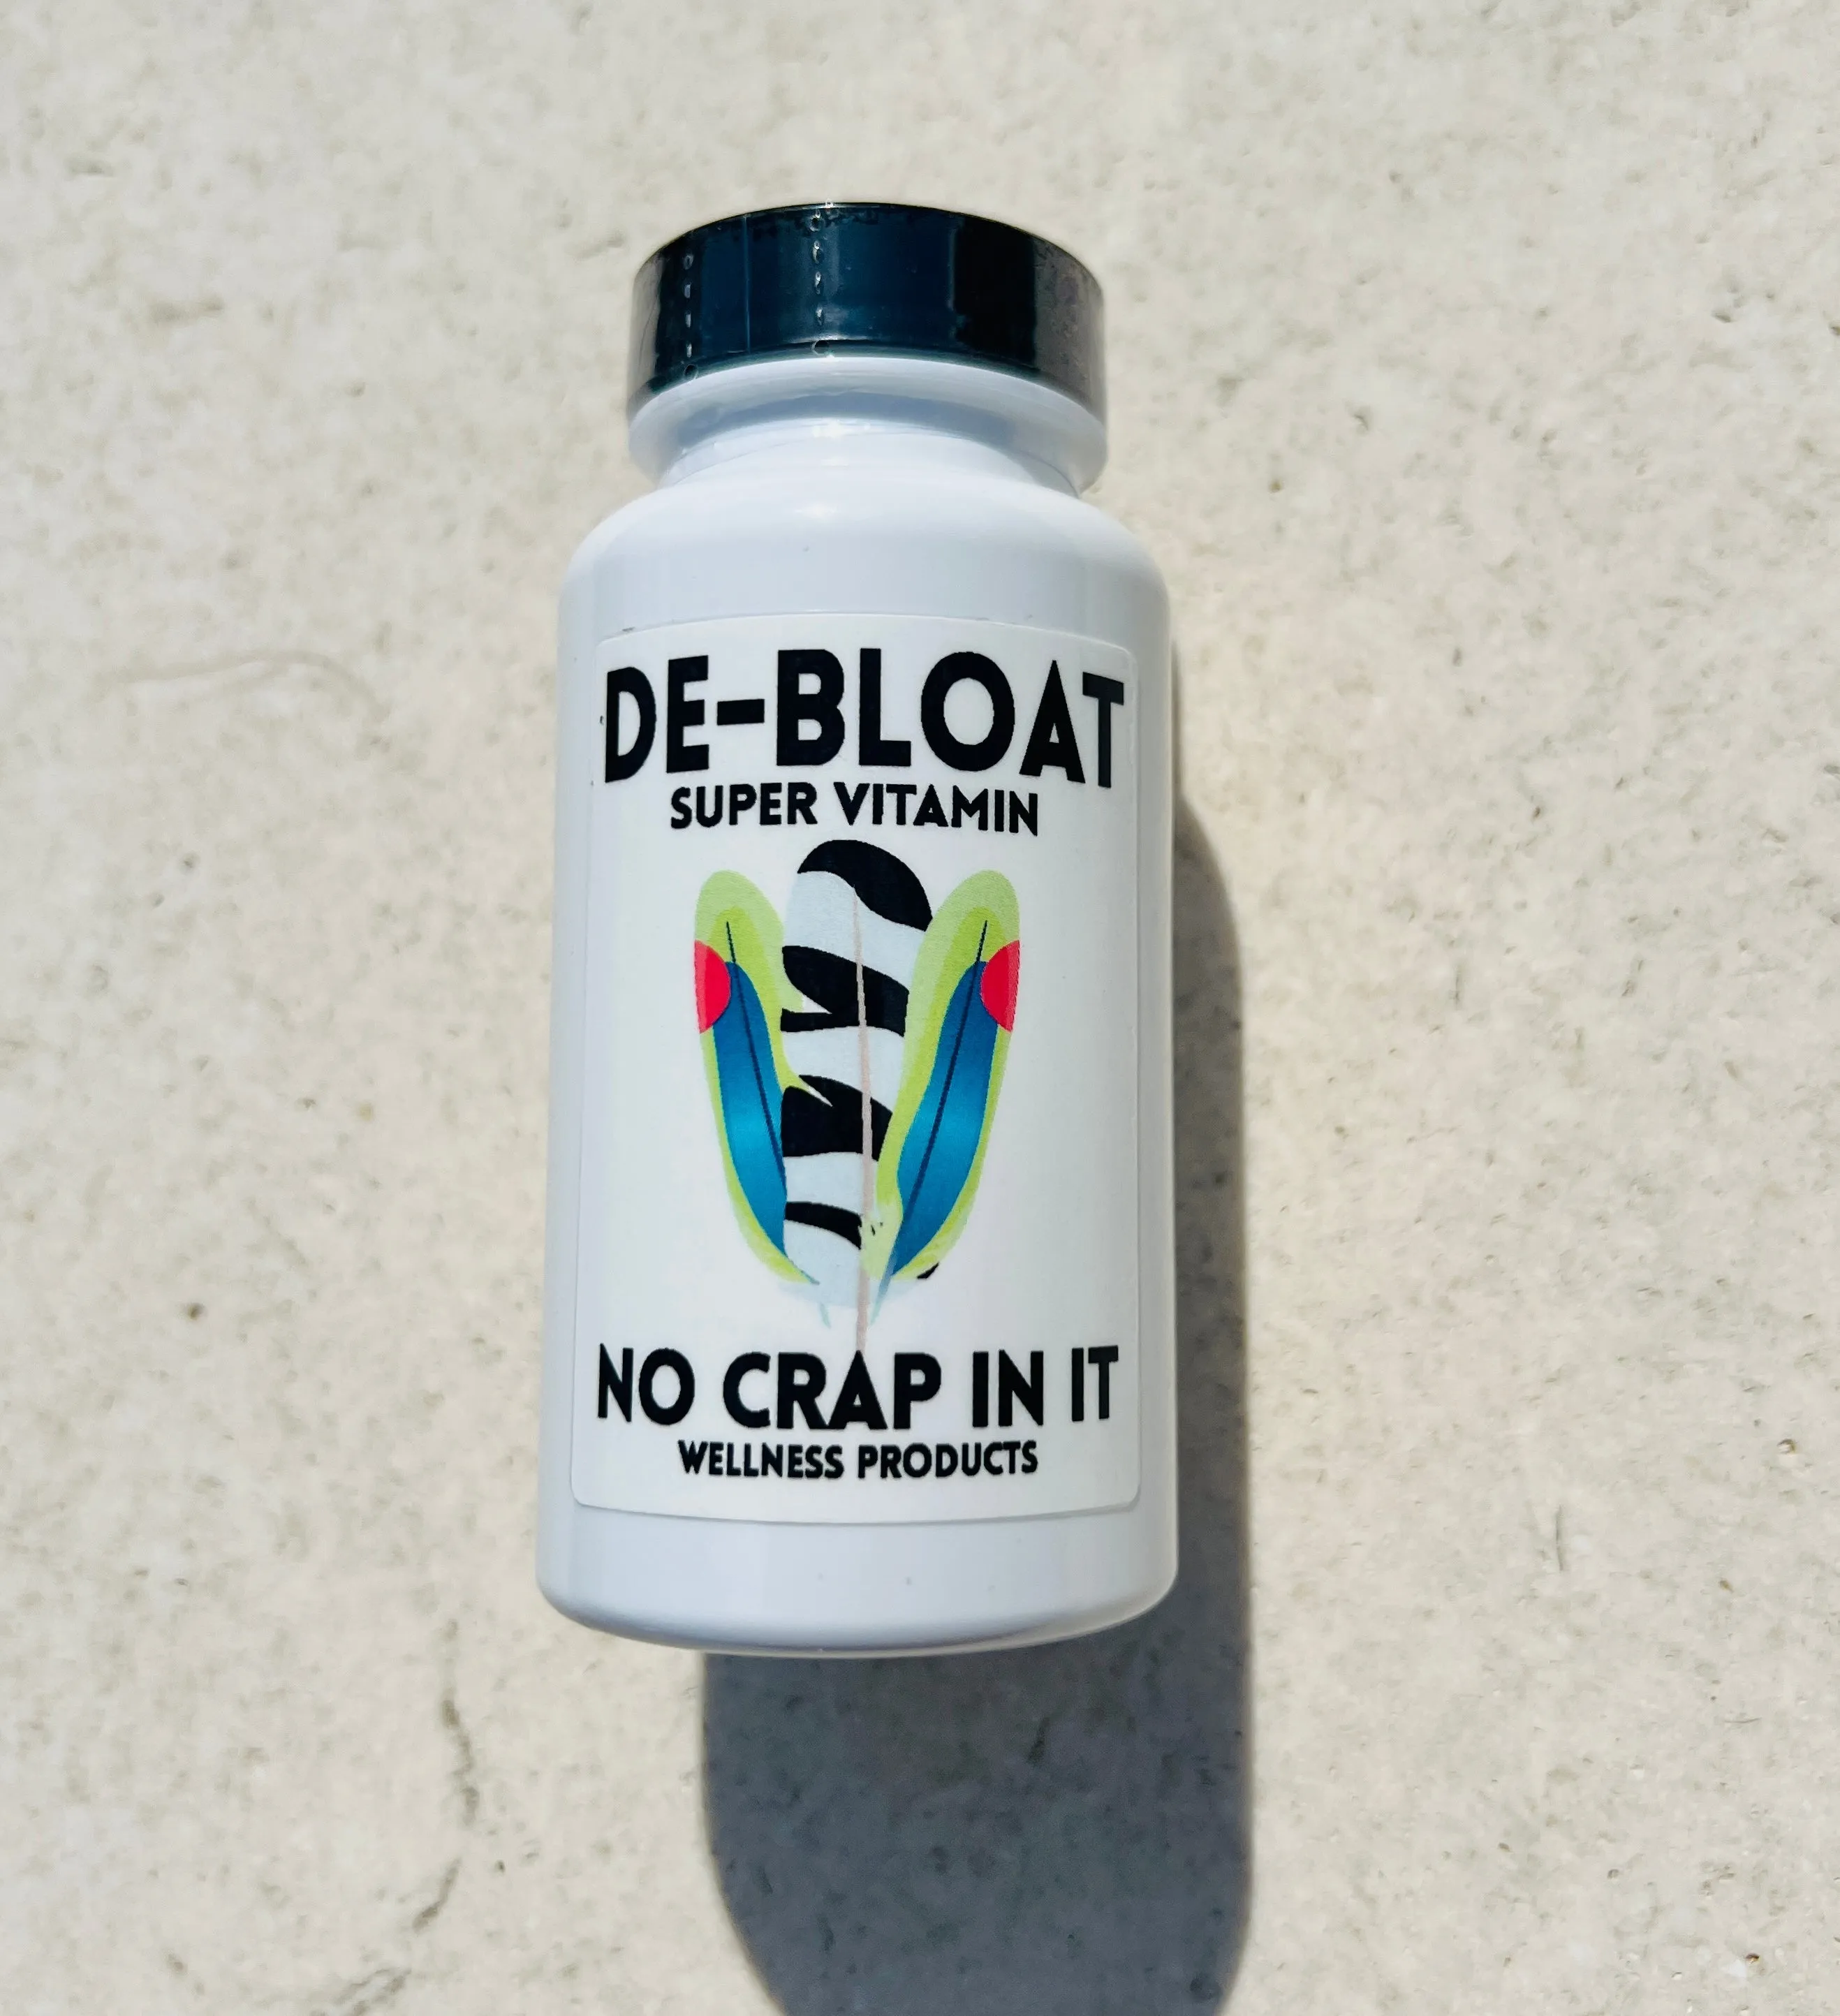 DE-BLOAT
SUPER VITAMIN
NO CRAP IN IT
WELLNESS PRODUCTS